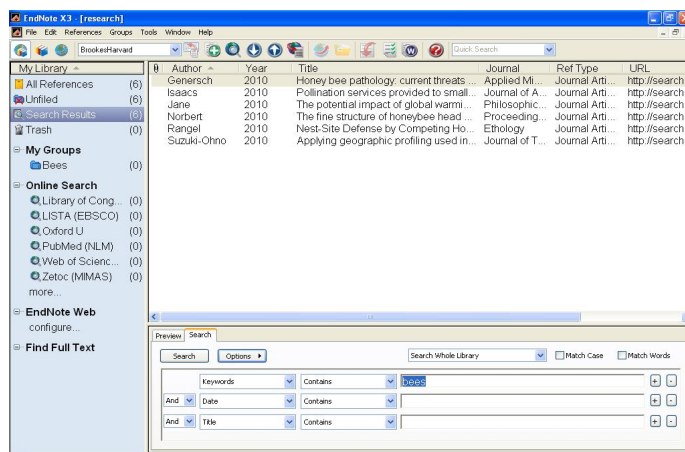 EndNote X3 - [research]
File Edit References Groups Tools Window Help
BrookesHarvard
Quick Search
My Library
Author Year Title Journal Ref Type URL
All References (6)
Unfiled (6)
Search Results (6)
Trash (0)
My Groups
Bees (0)
Online Search
Library of Cong... (0)
LISTA (EBSCO) (0)
Oxford U (0)
PubMed (NLM) (0)
Web of Scienc... (0)
Zetoc (MIMAS) (0)
more...
EndNote Web
configure...
Find Full Text
Genersch 2010 Honey bee pathology: current threats ... Applied Mi... Journal Arti... http://search
Isaacs 2010 Pollination services provided to small... Journal of A... Journal Arti... http://search
Jane 2010 The potential impact of global warmi... Philosophic... Journal Arti... http://search
Norbert 2010 The fine structure of honeybee head ... Proceeding... Journal Arti... http://search
Rangel 2010 Nest-Site Defense by Competing Ho... Ethology Journal Arti... http://search
Suzuki-Ohno 2010 Applying geographic profiling used in... Journal of T... Journal Arti... http://search
Preview Search
Search Options Search Whole Library Match Case Match Words
Keywords Contains bees + -
And Date Contains + -
And Title Contains + -